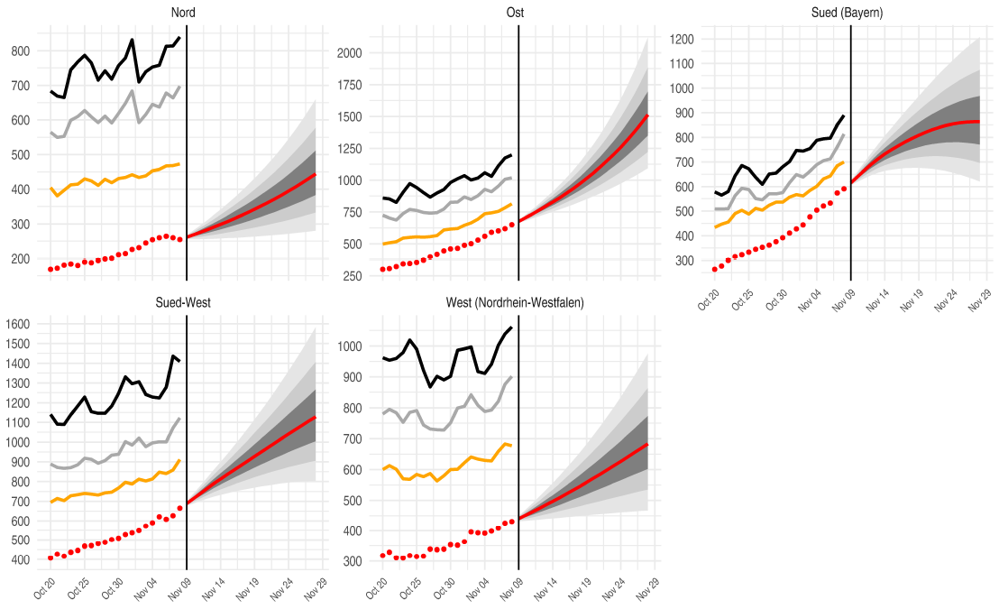 Nord
800
700
600
500
400
300
200
Ost
2000
1750
1500
1250
1000
750
500
250
Sued (Bayern)
1200
1100
1000
900
800
700
600
500
400
300
Oct 20
Oct 25
Oct 30
Nov 04
Nov 09
Nov 14
Nov 19
Nov 24
Nov 29
Sued-West
1600
1500
1400
1300
1200
1100
1000
900
800
700
600
500
400
Oct 20
Oct 25
Oct 30
Nov 04
Nov 09
Nov 14
Nov 19
Nov 24
Nov 29
West (Nordrhein-Westfalen)
1000
900
800
700
600
500
400
300
Oct 20
Oct 25
Oct 30
Nov 04
Nov 09
Nov 14
Nov 19
Nov 24
Nov 29